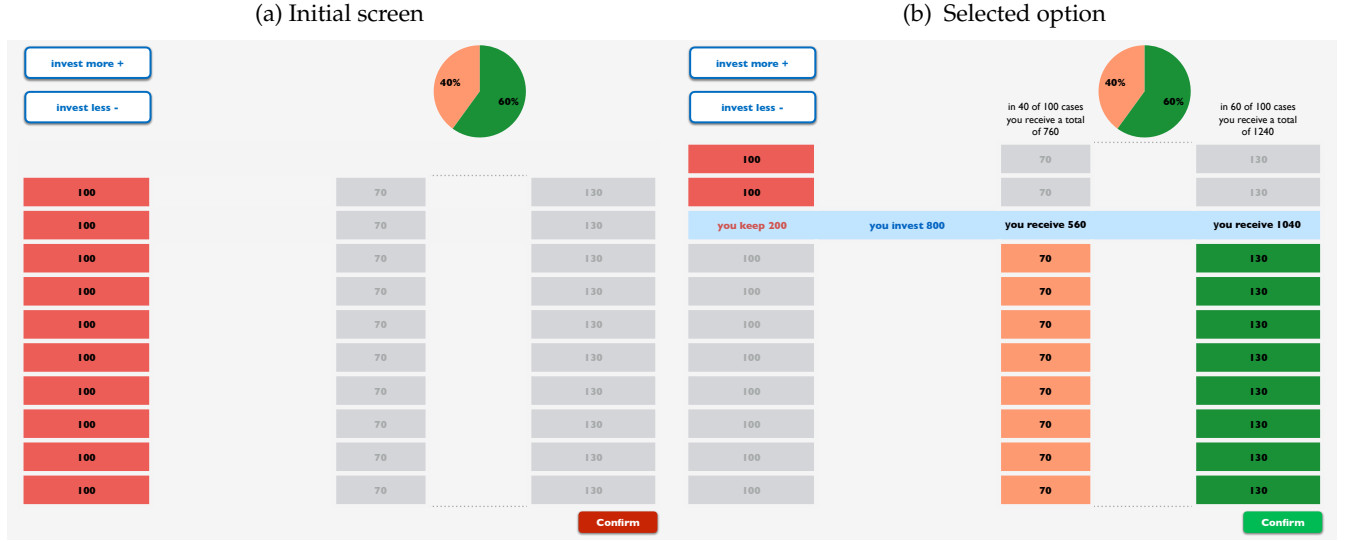 (a) Initial screen
invest more +
invest less -
40%
60%
100 70 130
100 70 130
100 70 130
100 70 130
100 70 130
100 70 130
100 70 130
100 70 130
100 70 130
100 70 130
Confirm
(b) Selected option
invest more +
invest less -
40%
60%
in 40 of 100 cases
you receive a total
of 760
in 60 of 100 cases
you receive a total
of 1240
100 70 130
100 70 130
you keep 200 you invest 800 you receive 560 you receive 1040
100 70 130
100 70 130
100 70 130
100 70 130
100 70 130
100 70 130
100 70 130
100 70 130
Confirm